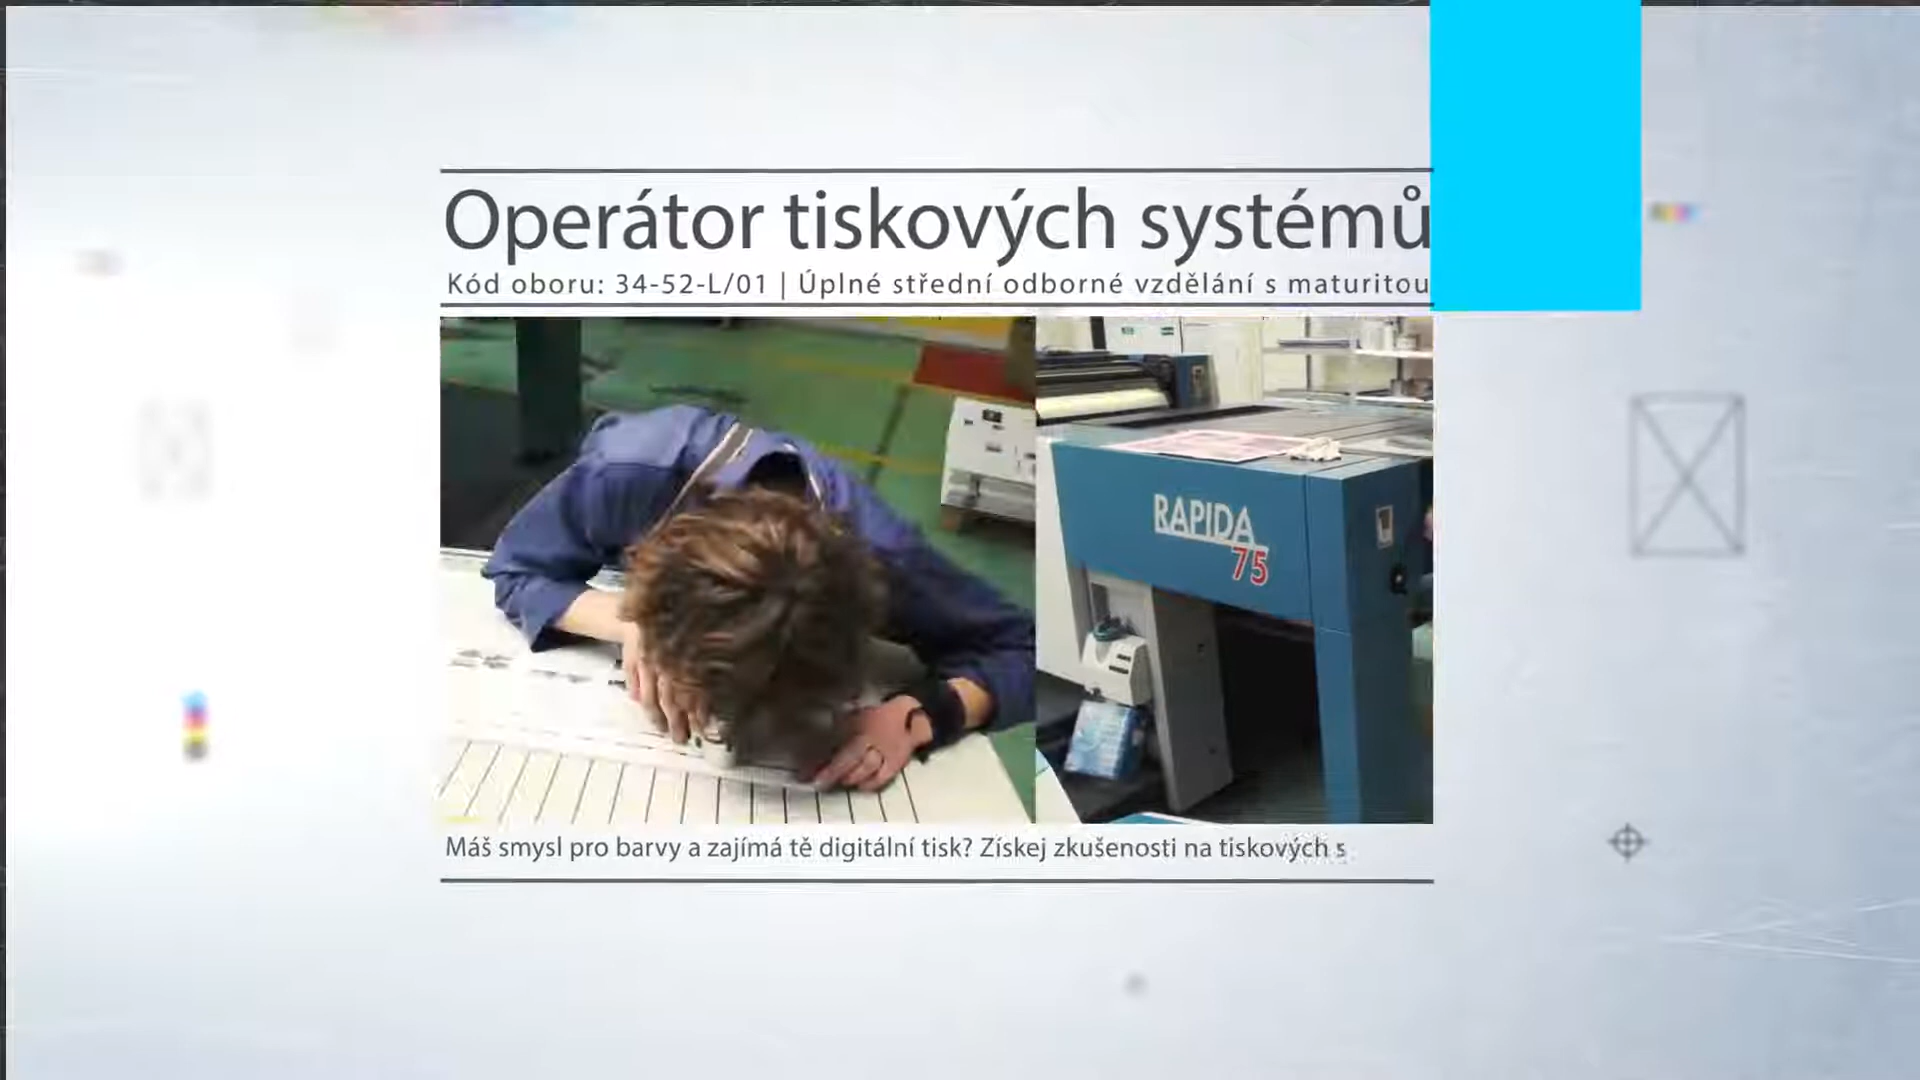 Operátor tiskových systémů
Kód oboru: 34-52-L/01 | Úplné střední odborné vzdělání s maturitou
RAPIDA
75
Máš smysl pro barvy a zajímá tě digitální tisk? Získej zkušenosti na tiskových s